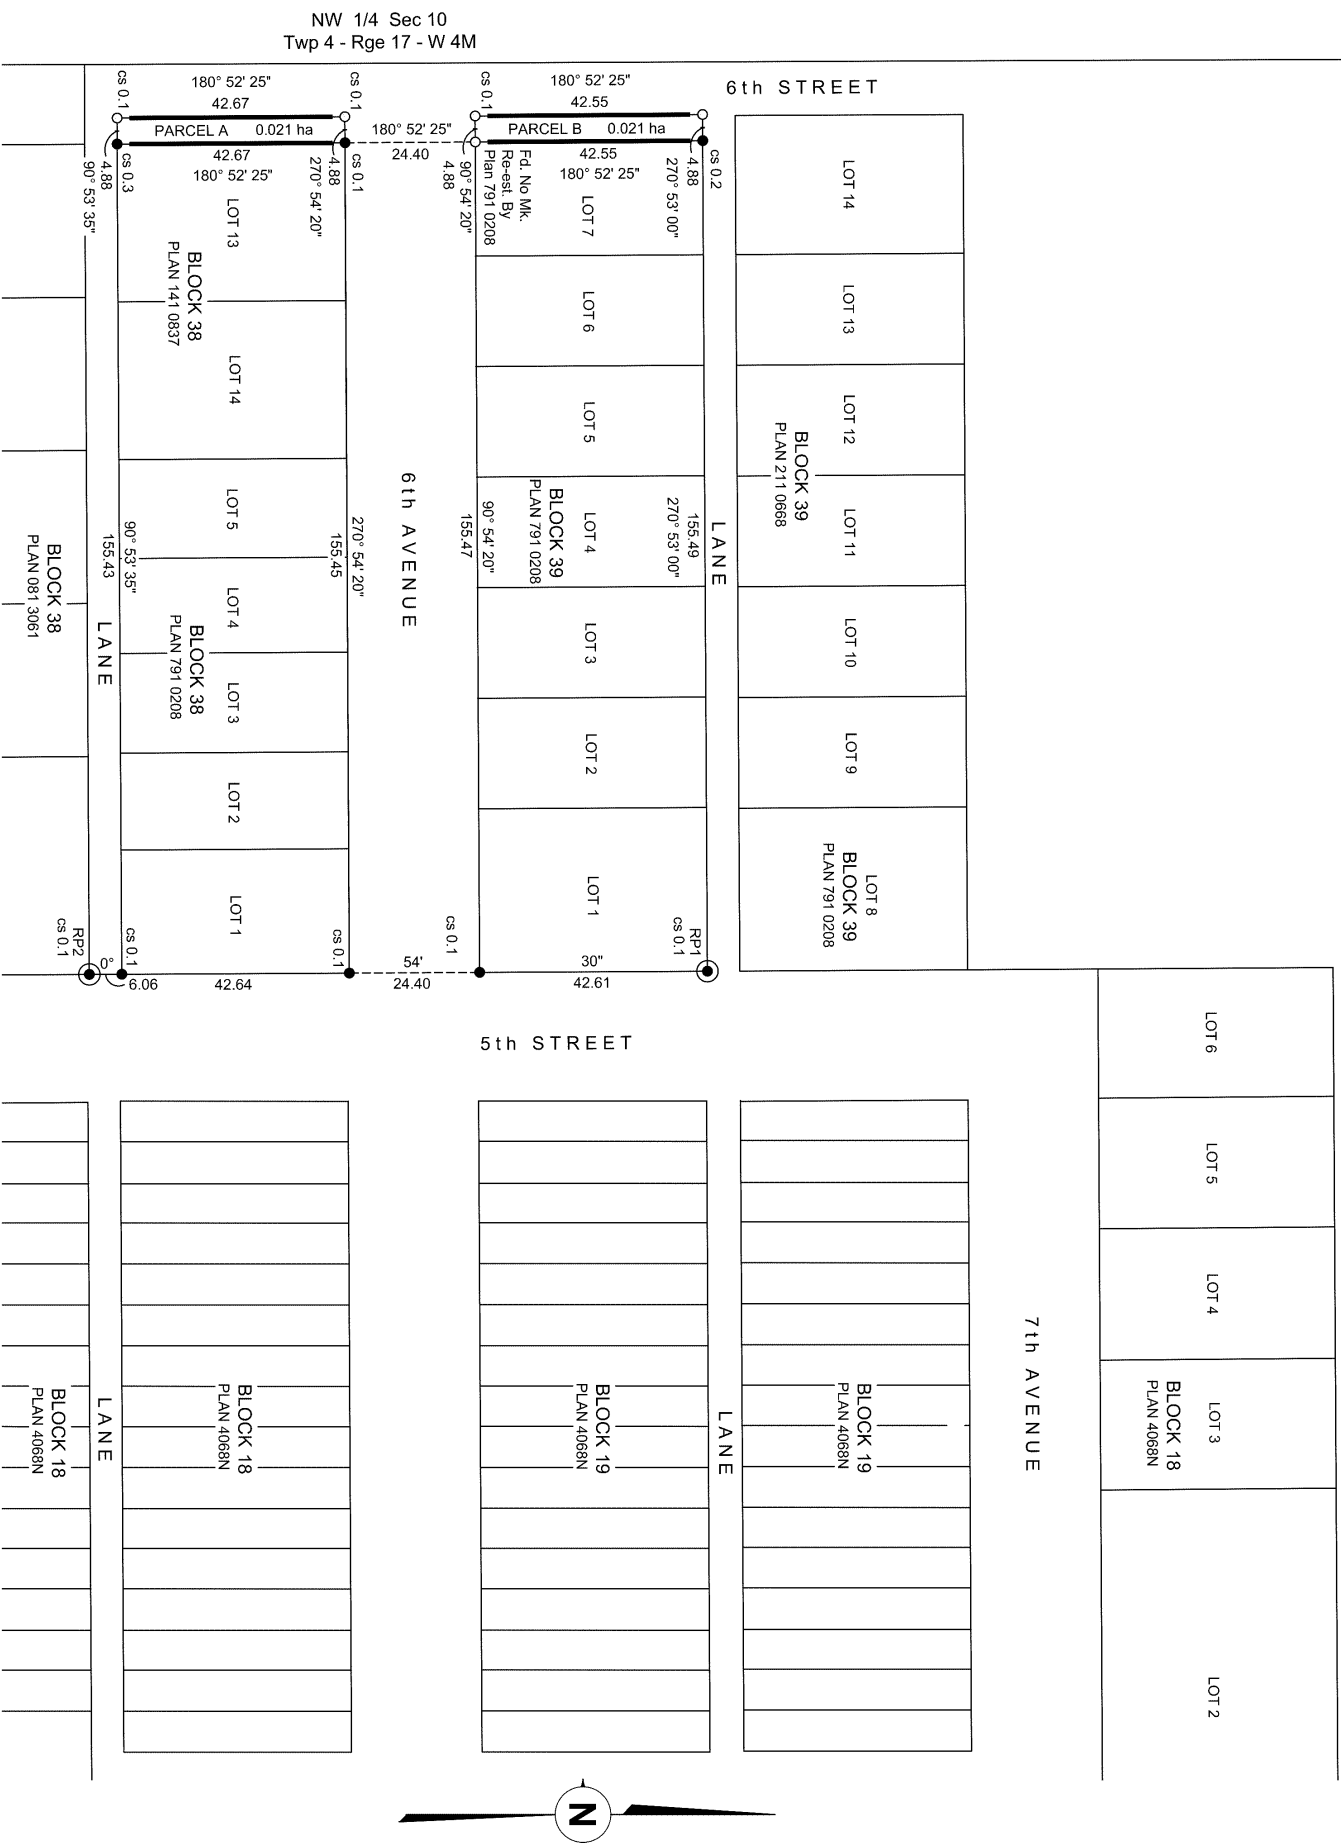 NW 1/4 Sec 10
Twp 4 - Rge 17 - W 4M
6th STREET
cs 0.1
180° 52' 25"
42.67
cs 0.1
cs 0.1
180° 52' 25"
42.55
cs 0.1
PARCEL A 0.021 ha
180° 52' 25"
24.40
PARCEL B 0.021 ha
42.67
180° 52' 25"
42.55
180° 52' 25"
4.88
90° 53' 35"
cs 0.3
4.88
270° 54' 20"
cs 0.1
4.88
90° 54' 20"
Fd. No Mk.
Re-est. By
Plan 791 0208
4.88
270° 53' 00"
cs 0.2
LOT 13
BLOCK 38
PLAN 141 0837
LOT 14
LOT 5
LOT 4
BLOCK 38
PLAN 791 0208
LOT 3
LOT 2
LOT 1
90° 53' 35"
155.43
270° 54' 20"
155.45
LANE
BLOCK 38
PLAN 081 3061
6th AVENUE
LOT 7
LOT 6
LOT 5
LOT 4
BLOCK 39
PLAN 791 0208
LOT 3
LOT 2
LOT 1
90° 54' 20"
155.47
155.49
270° 53' 00"
LANE
LOT 14
LOT 13
LOT 12
BLOCK 39
PLAN 211 0668
LOT 11
LOT 10
LOT 9
LOT 8
BLOCK 39
PLAN 791 0208
RP2
cs 0.1
cs 0.1
cs 0.1
cs 0.1
RP1
cs 0.1
0°
54'
30"
6.06
42.64
24.40
42.61
5th STREET
LOT 6
LOT 5
LOT 4
LOT 3
BLOCK 18
PLAN 4068N
LOT 2
7th AVENUE
BLOCK 18
PLAN 4068N
LANE
BLOCK 18
PLAN 4068N
BLOCK 19
PLAN 4068N
LANE
BLOCK 19
PLAN 4068N
N